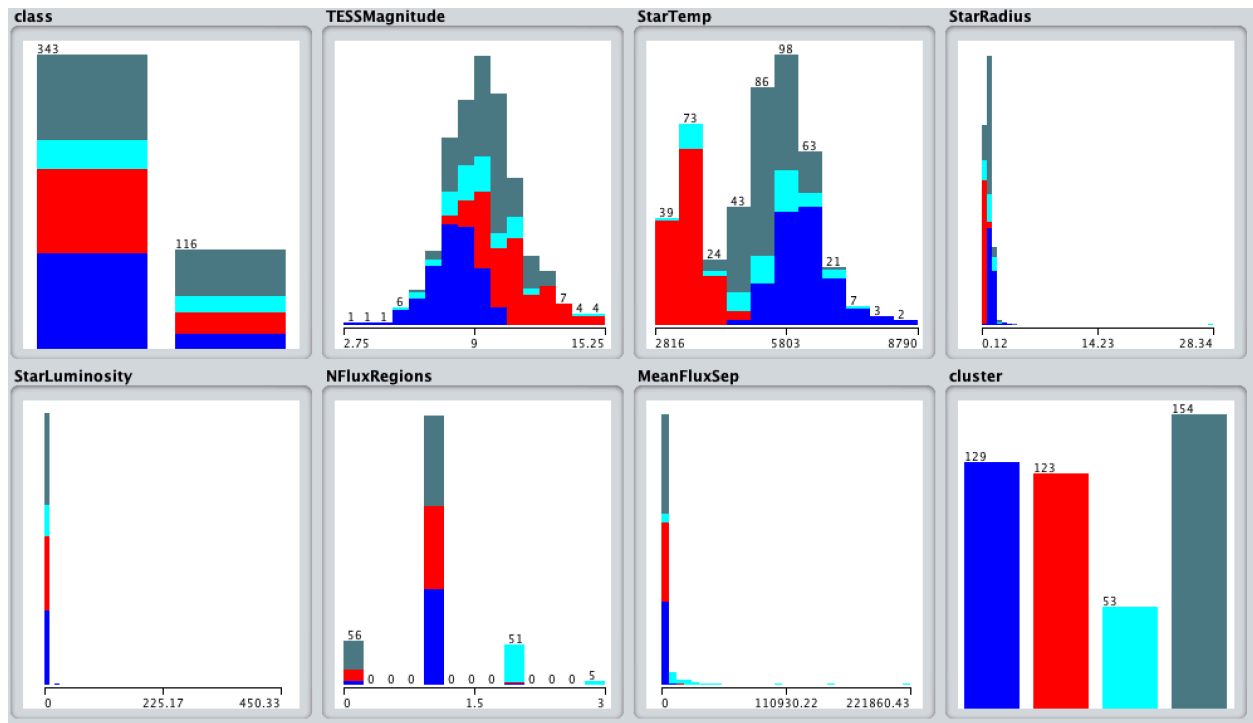 class
343
116
TESSMagnitude
1 1 1 6 7 4 4
2.75 9 15.25
StarTemp
39 73 24 43 86 98 63 21 7 3 2
2816 5803 8790
StarRadius
0.12 14.23 28.34
StarLuminosity
0 225.17 450.33
NFluxRegions
56 0 0 0 0 0 0 51 0 0 0 5
0 1.5 3
MeanFluxSep
0 110930.22 221860.43
cluster
129 123 53 154